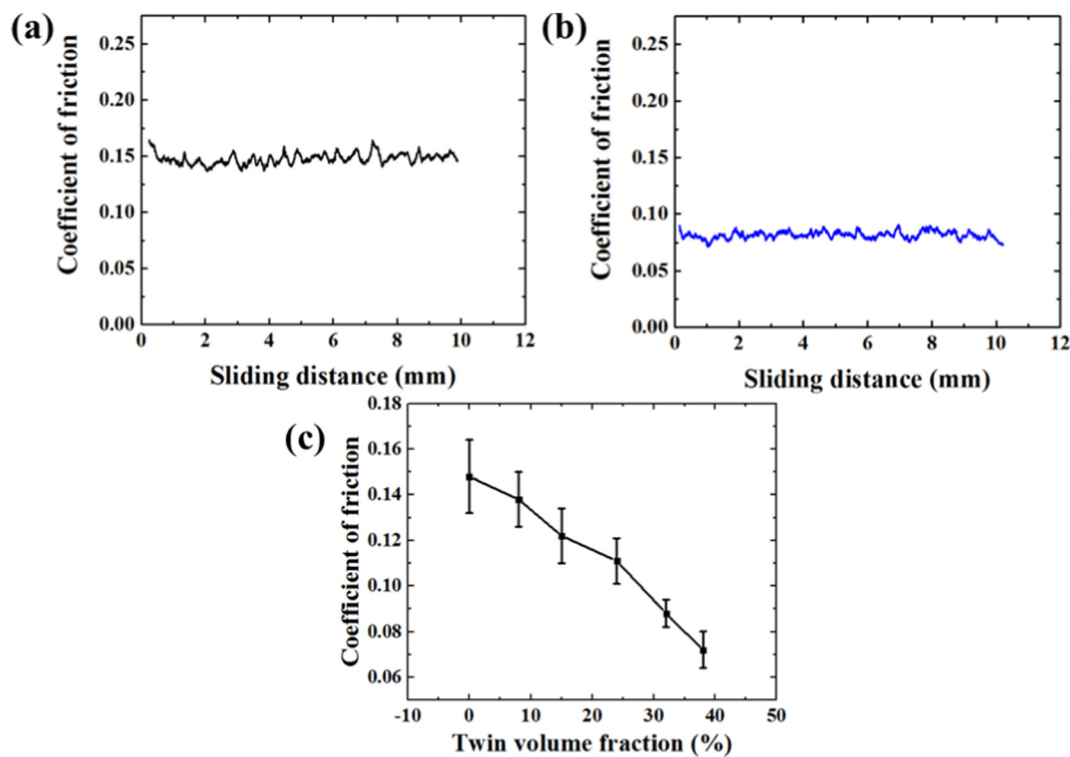 (a)
Coefficient of friction
0.25
0.20
0.15
0.10
0.05
0.00
0 2 4 6 8 10 12
Sliding distance (mm)
(b)
Coefficient of friction
0.25
0.20
0.15
0.10
0.05
0.00
0 2 4 6 8 10 12
Sliding distance (mm)
(c)
Coefficient of friction
0.18
0.16
0.14
0.12
0.10
0.08
0.06
-10 0 10 20 30 40 50
Twin volume fraction (%)